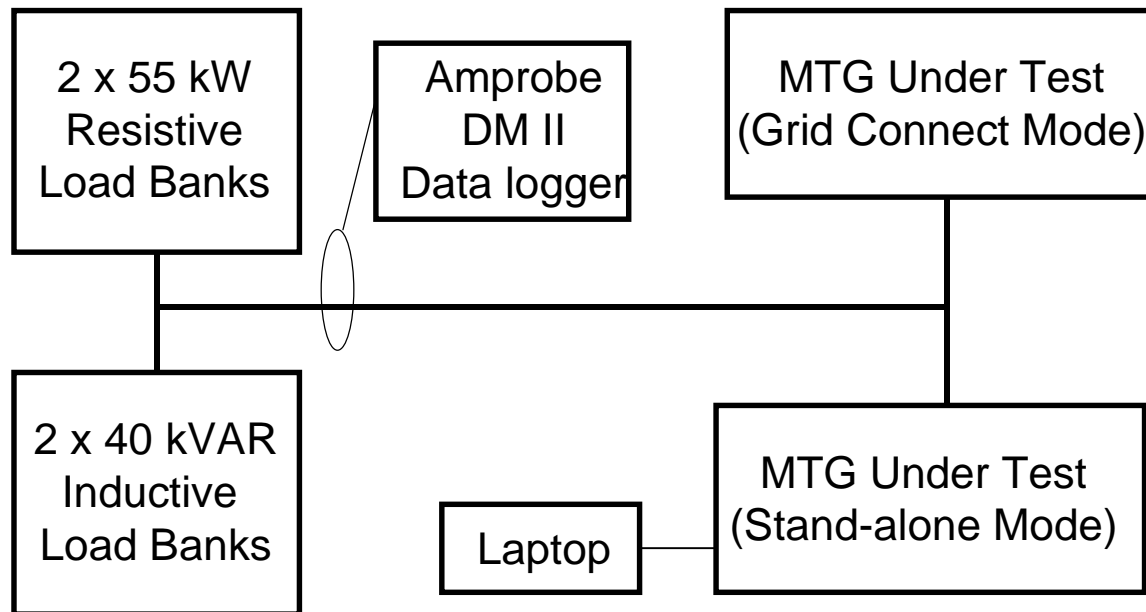 2 x 55 kW
Resistive
Load Banks
Amprobe
DM II
Data logger
MTG Under Test
(Grid Connect Mode)
2 x 40 kVAR
Inductive
Load Banks
Laptop
MTG Under Test
(Stand-alone Mode)